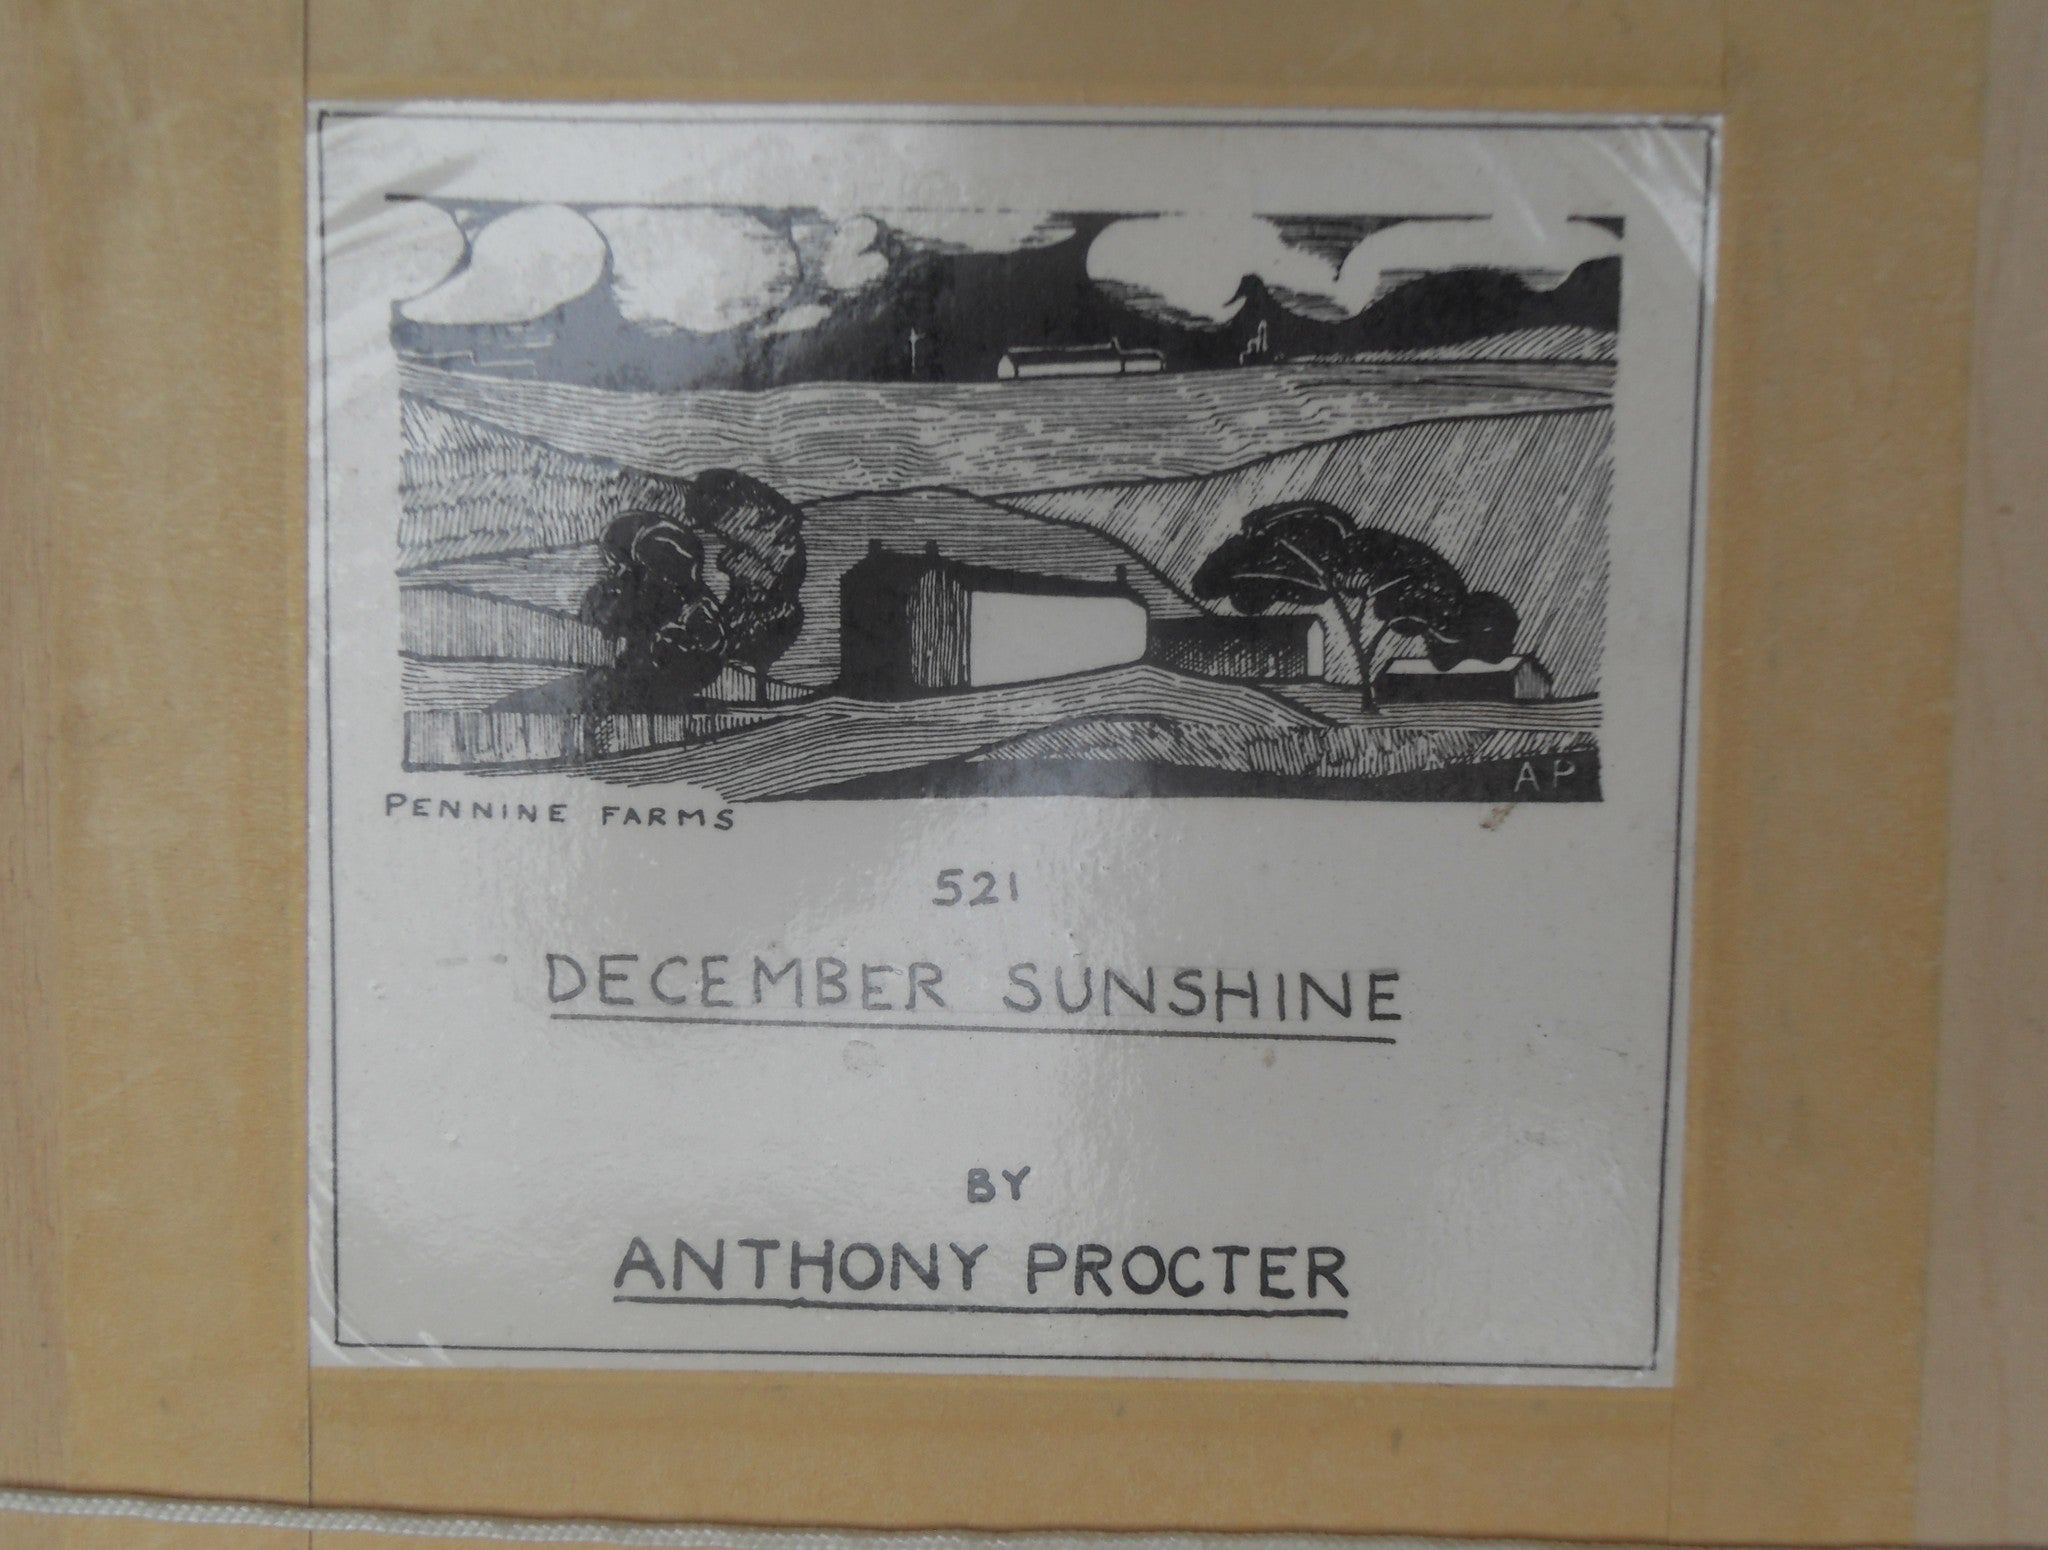 AP
PENNINE FARMS
521
DECEMBER SUNSHINE
BY
ANTHONY PROCTER